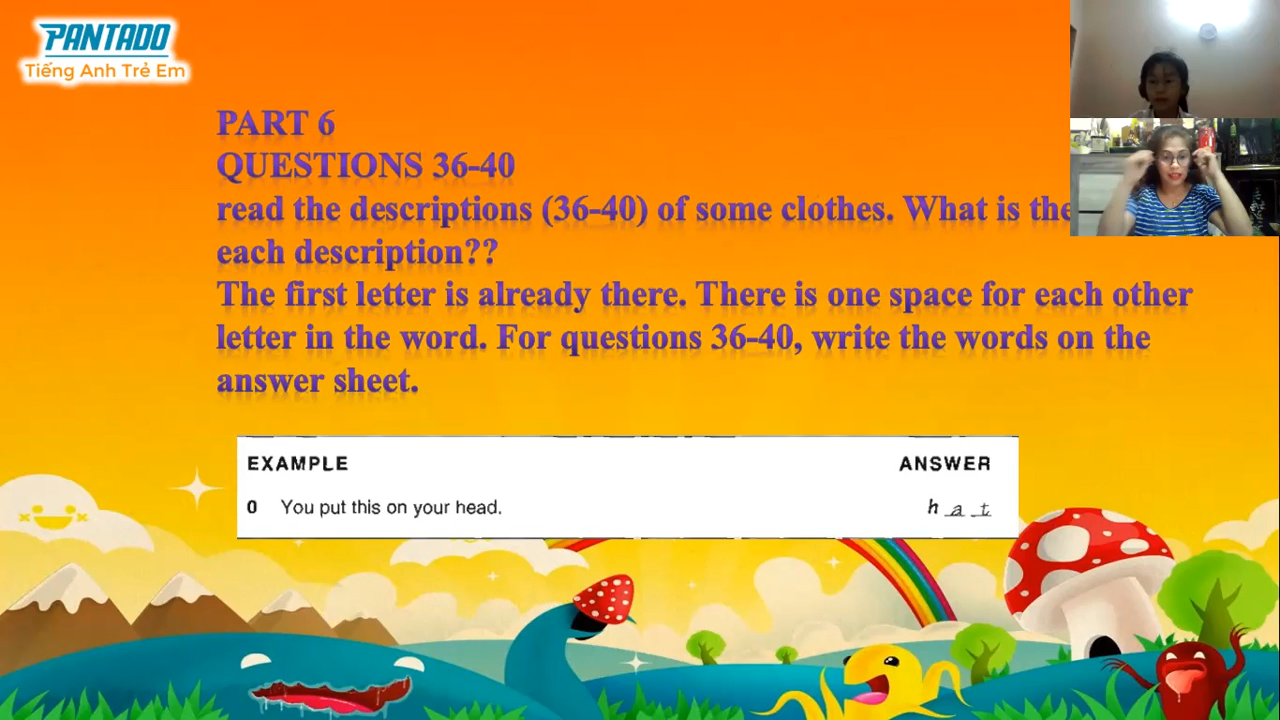 PANTADO
Tiếng Anh Trẻ Em
PART 6
QUESTIONS 36-40
read the descriptions (36-40) of some clothes. What is the
each description??
The first letter is already there. There is one space for each other
letter in the word. For questions 36-40, write the words on the
answer sheet.
EXAMPLE ANSWER
0 You put this on your head. h a t